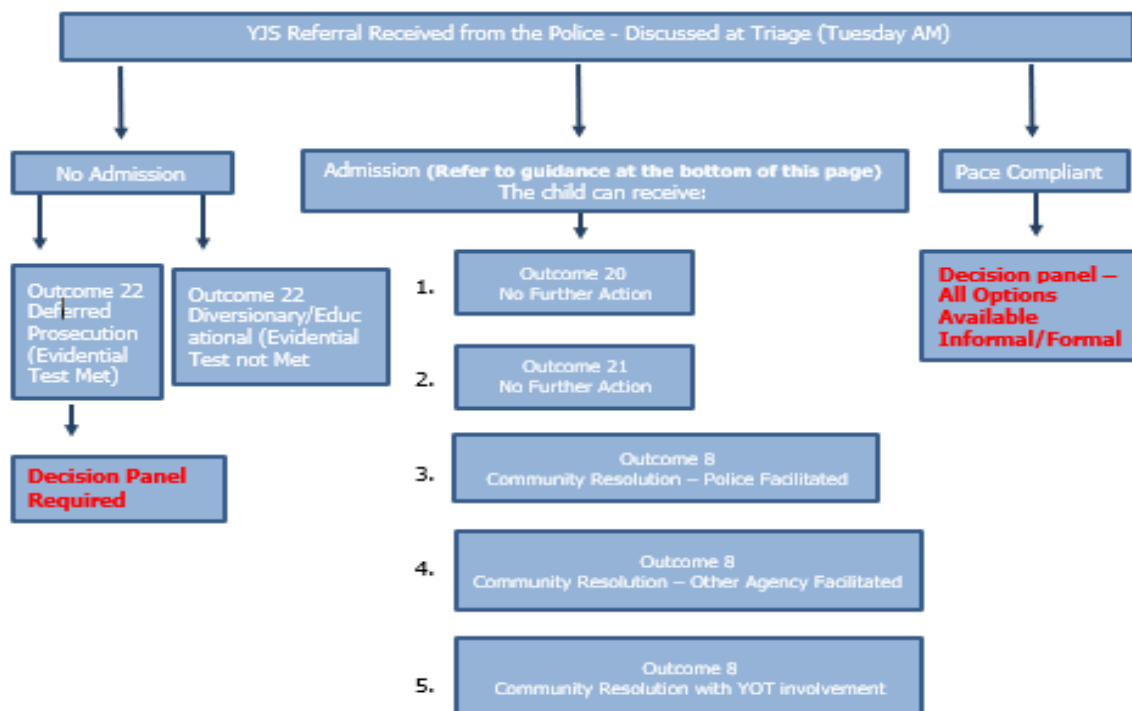 YJS Referral Received from the Police - Discussed at Triage (Tuesday AM)
No Admission
Admission (Refer to guidance at the bottom of this page)
The child can receive:
Pace Compliant
Outcome 22
Deferred
Prosecution
(Evidential
Test Met)
Outcome 22
Diversionary/Educ
ational (Evidential
Test not Met
Decision Panel
Required
1.
Outcome 20
No Further Action
2.
Outcome 21
No Further Action
3.
Outcome 8
Community Resolution – Police Facilitated
4.
Outcome 8
Community Resolution – Other Agency Facilitated
5.
Outcome 8
Community Resolution with YOT involvement
Decision panel –
All Options
Available
Informal/Formal